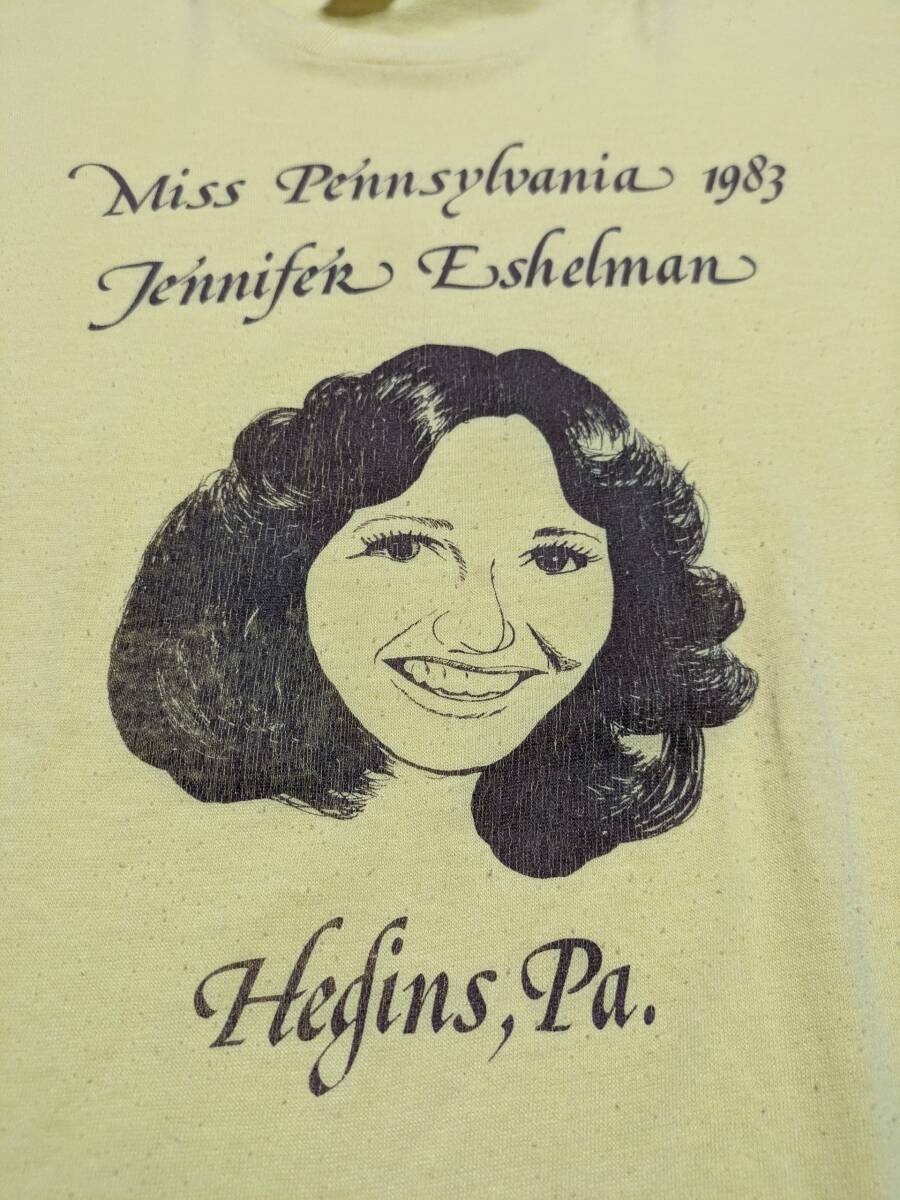 Miss Pennsylvania 1983
Jennifer Eshelman
Hegins, Pa.